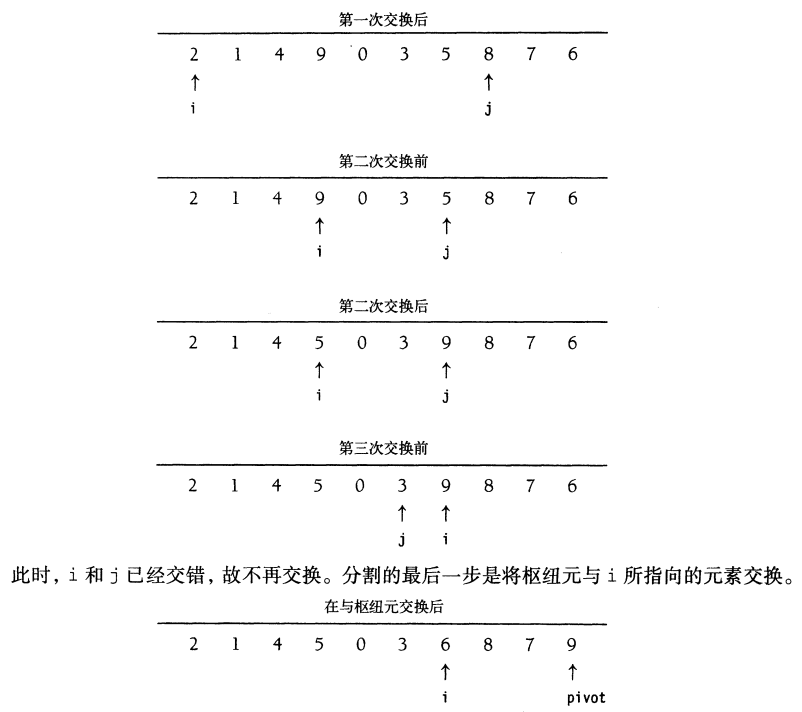 第一次交换后
2 1 4 9 0 3 5 8 7 6
↑ ↑
i j
第二次交换前
2 1 4 9 0 3 5 8 7 6
↑ ↑
i j
第二次交换后
2 1 4 5 0 3 9 8 7 6
↑ ↑
i j
第三次交换前
2 1 4 5 0 3 9 8 7 6
↑ ↑
j i
此时，i 和 j 已经交错，故不再交换。分割的最后一步是将枢纽元与 i 所指向的元素交换。
在与枢纽元交换后
2 1 4 5 0 3 6 8 7 9
↑ ↑
i pivot